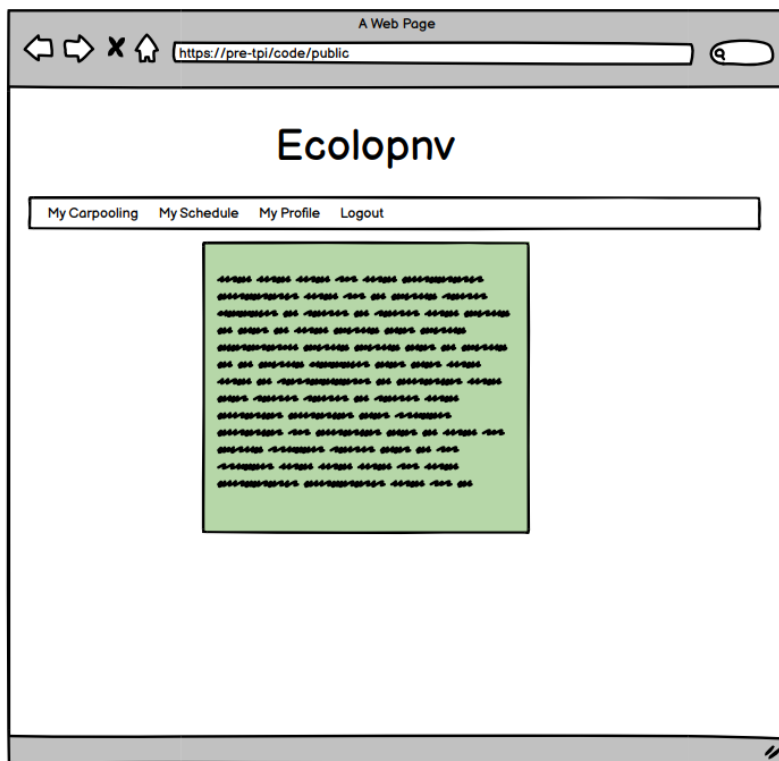 A Web Page
https://pre-tpi/code/public
Ecolopnv
My Carpooling My Schedule My Profile Logout